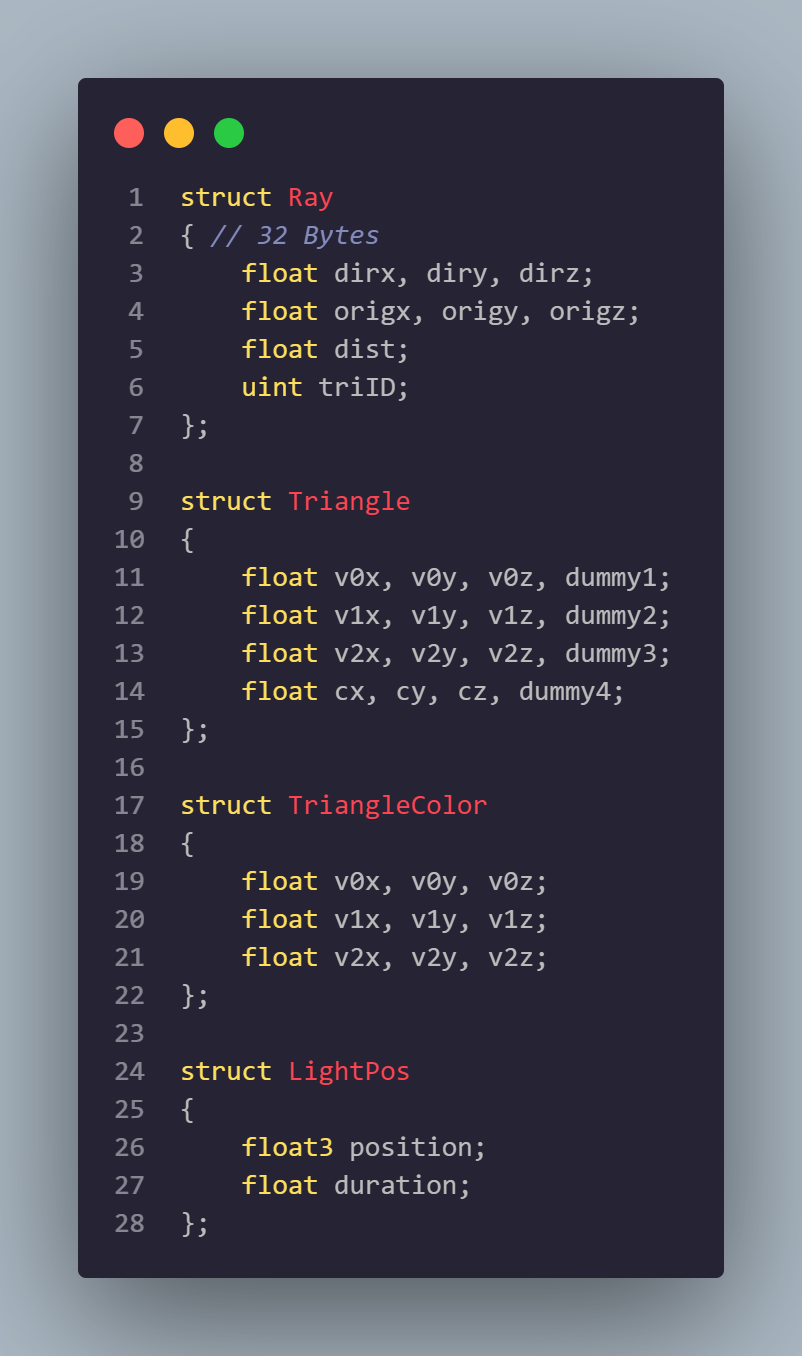 1 struct Ray
2 { // 32 Bytes
3 float dirx, diry, dirz;
4 float origx, origy, origz;
5 float dist;
6 uint triID;
7 };
8
9 struct Triangle
10 {
11 float v0x, v0y, v0z, dummy1;
12 float v1x, v1y, v1z, dummy2;
13 float v2x, v2y, v2z, dummy3;
14 float cx, cy, cz, dummy4;
15 };
16
17 struct TriangleColor
18 {
19 float v0x, v0y, v0z;
20 float v1x, v1y, v1z;
21 float v2x, v2y, v2z;
22 };
23
24 struct LightPos
25 {
26 float3 position;
27 float duration;
28 };